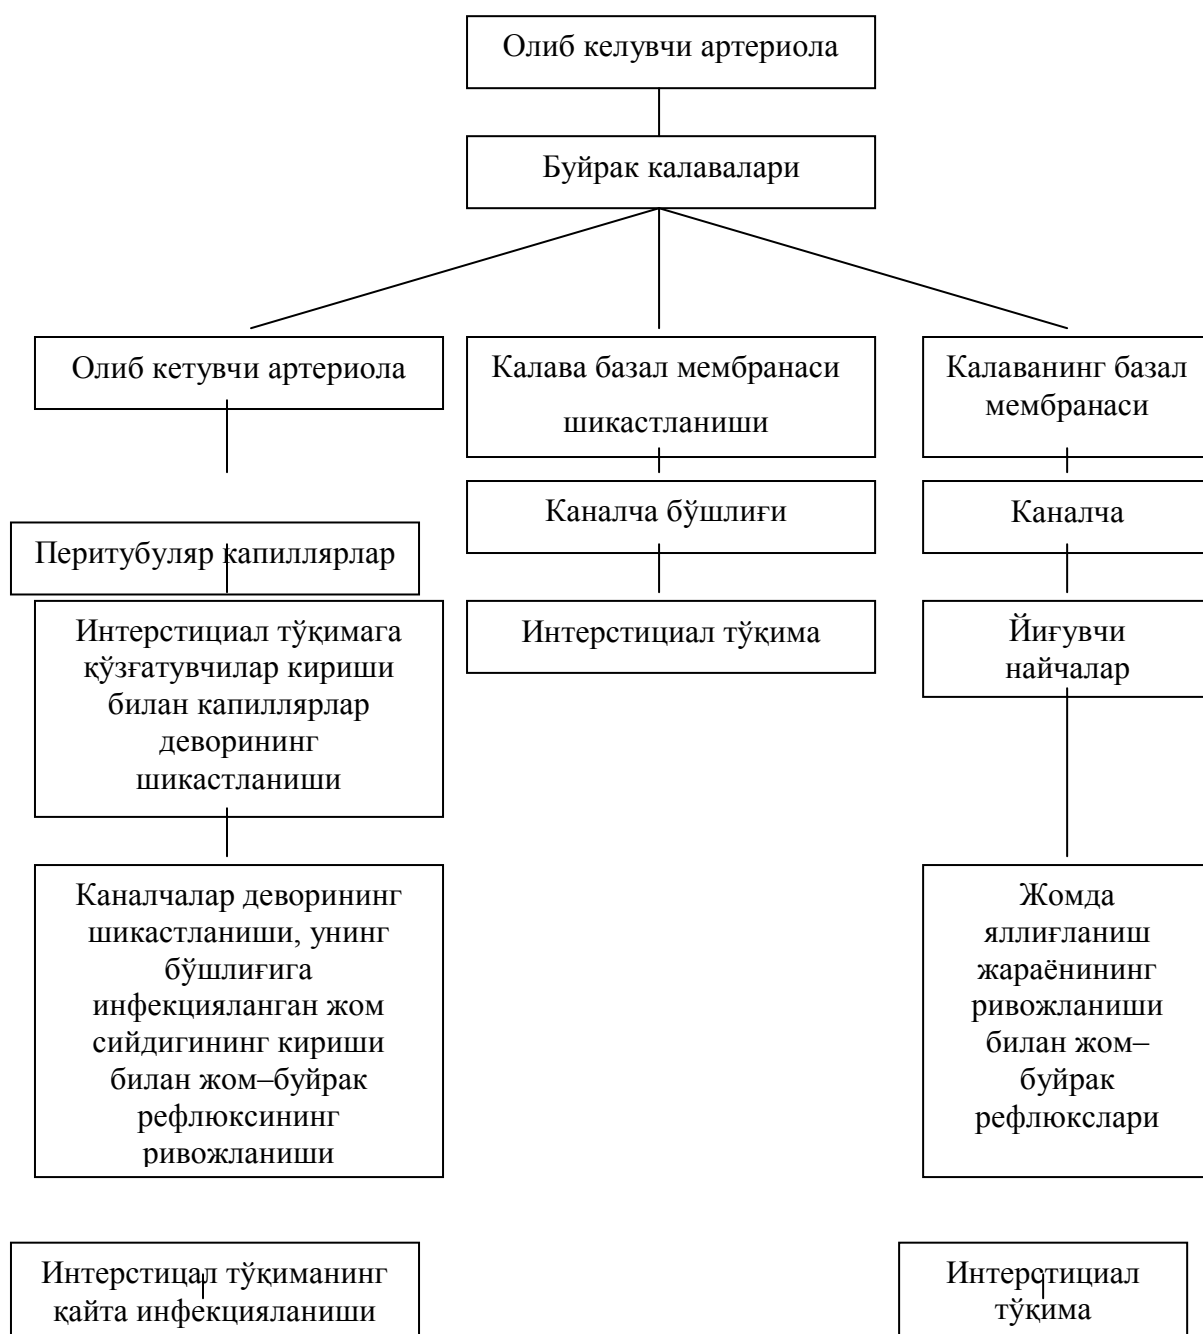 Олиб келувчи артериола
Буйрак калавалари
Олиб кетувчи артериола
Калава базал мембранаси
шикастланиши
Калаванинг базал
мембранаси
Каналча бўшлиғи
Каналча
Перитубуляр капиллярлар
Интерстициал тўқимага
қўзғатувчилар кириши
билан капиллярлар
деворининг
шикастланиши
Интерстициал тўқима
Йиғувчи
найчалар
Каналчалар деворининг
шикастланиши, унинг
бўшлиғига
инфекцияланган жом
сийдигининг кириши
билан жом–буйрак
рефлюксининг
ривожланиши
Жомда
яллиғланиш
жараёнининг
ривожланиши
билан жом–
буйрак
рефлюкслари
Интерстицал тўқиманинг
қайта инфекцияланиши
Интерстициал
тўқима